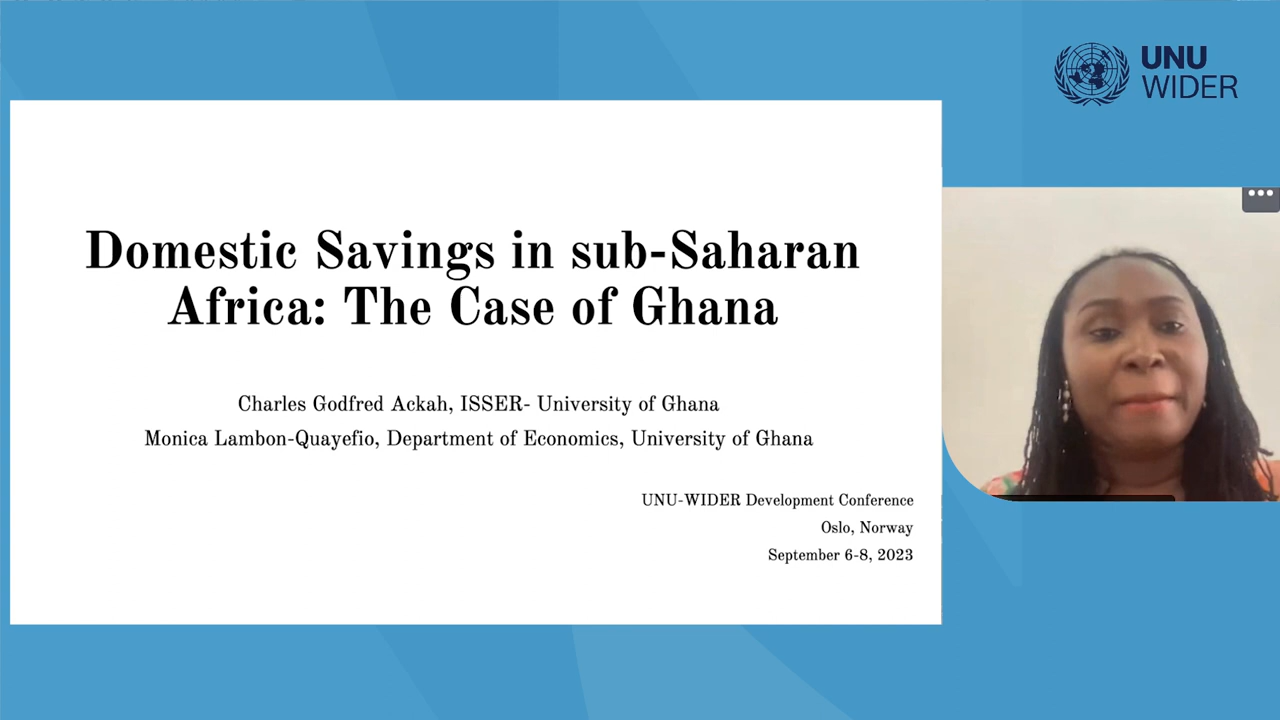 UNU
WIDER
Domestic Savings in sub-Saharan
Africa: The Case of Ghana
Charles Godfred Ackah, ISSER- University of Ghana
Monica Lambon-Quayefio, Department of Economics, University of Ghana
UNU-WIDER Development Conference
Oslo, Norway
September 6-8, 2023